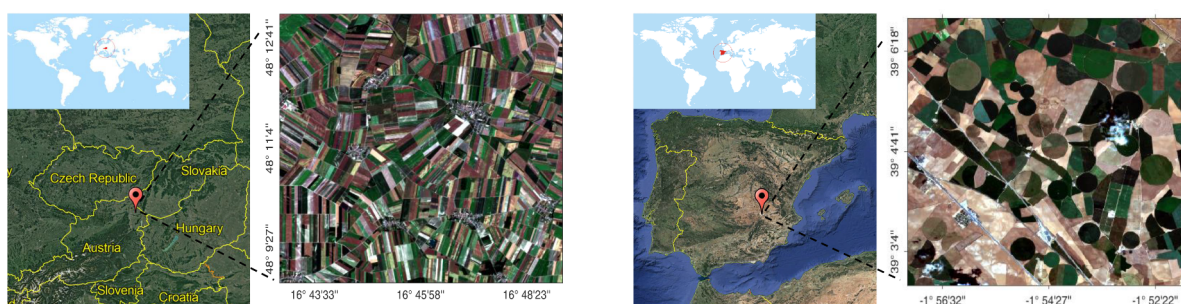 Czech Republic
Slovakia
Hungary
Austria
Slovenia
Croatia
48° 12'41"
48° 11'4"
48° 9'27"
16° 43'33"
16° 45'58"
16° 48'23"
39° 6'18"
39° 4'41"
39° 3'4"
-1° 56'32"
-1° 54'27"
-1° 52'22"